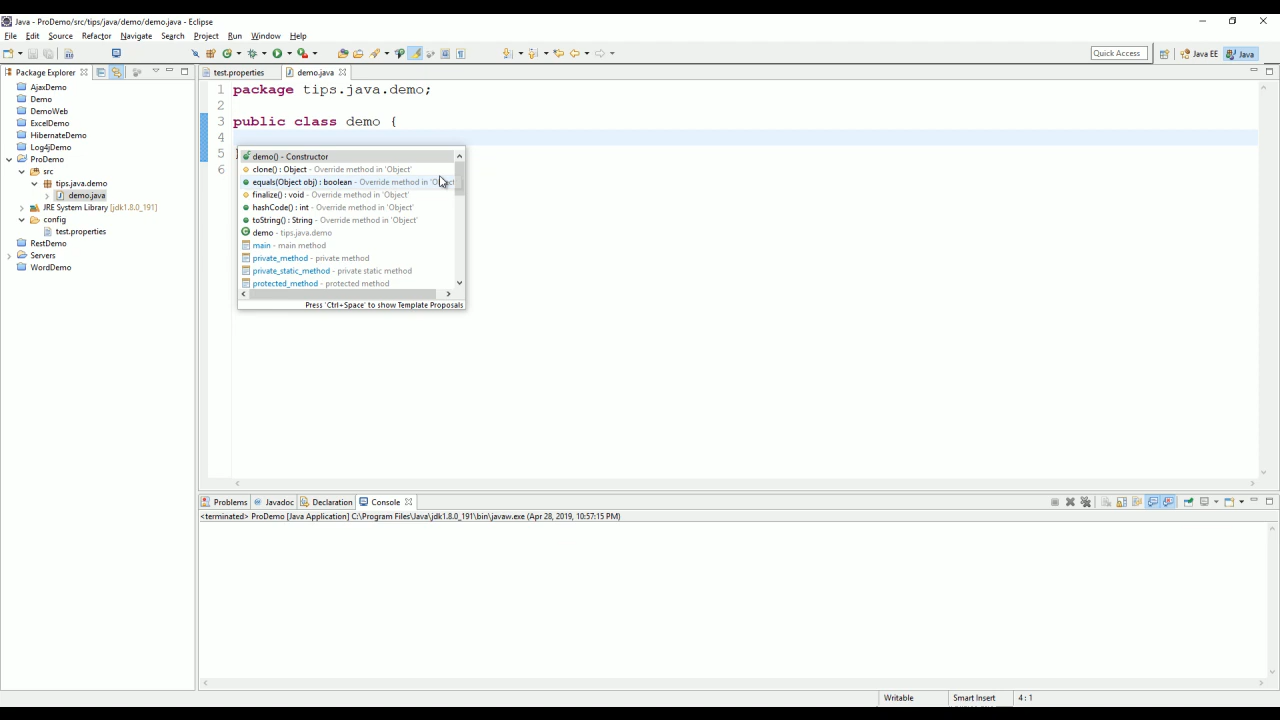 Java - ProDemo/src/tips/java/demo/demo.java - Eclipse
File Edit Source Refactor Navigate Search Project Run Window Help
Quick Access
Java EE
Java
Package Explorer
AjaxDemo
Demo
DemoWeb
ExcelDemo
HibernateDemo
Log4jDemo
ProDemo
src
tips.java.demo
demo.java
JRE System Library [jdk1.8.0_191]
config
test.properties
RestDemo
Servers
WordDemo
test.properties
demo.java
1 package tips.java.demo;
2
3 public class demo {
4
5
6
demo() - Constructor
clone() : Object - Override method in 'Object'
equals(Object obj) : boolean - Override method in 'Object'
finalize() : void - Override method in 'Object'
hashCode() : int - Override method in 'Object'
toString() : String - Override method in 'Object'
demo - tips.java.demo
main - main method
private_method - private method
private_static_method - private static method
protected_method - protected method
Press 'Ctrl+Space' to show Template Proposals
Problems Javadoc Declaration Console
<terminated> ProDemo [Java Application] C:\Program Files\Java\jdk1.8.0_191\bin\javaw.exe (Apr 28, 2019, 10:57:15 PM)
Writable Smart Insert 4 : 1